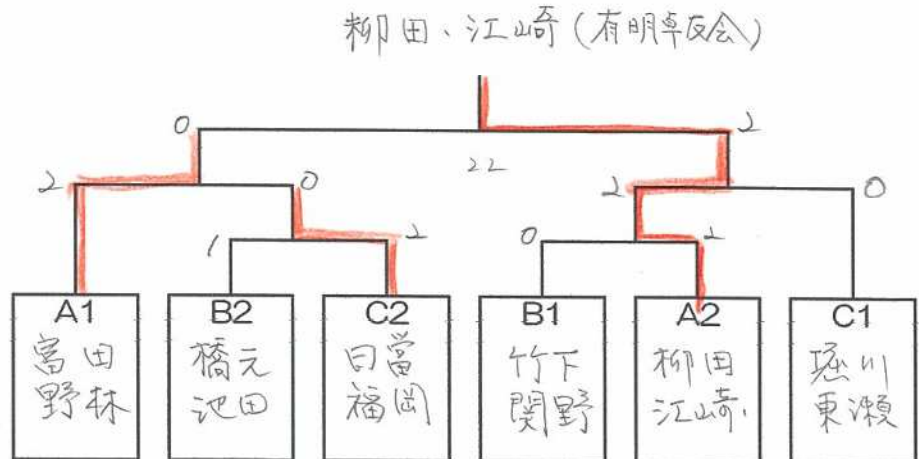 柳田、江崎(有明卓友会)
0 2
22
2 0 2 0
1 2 0 2
A1 B2 C2 B1 A2 C1
富田 橋元 日當 竹下 柳田 堀川
野林 池田 福岡 関野 江崎 東瀬